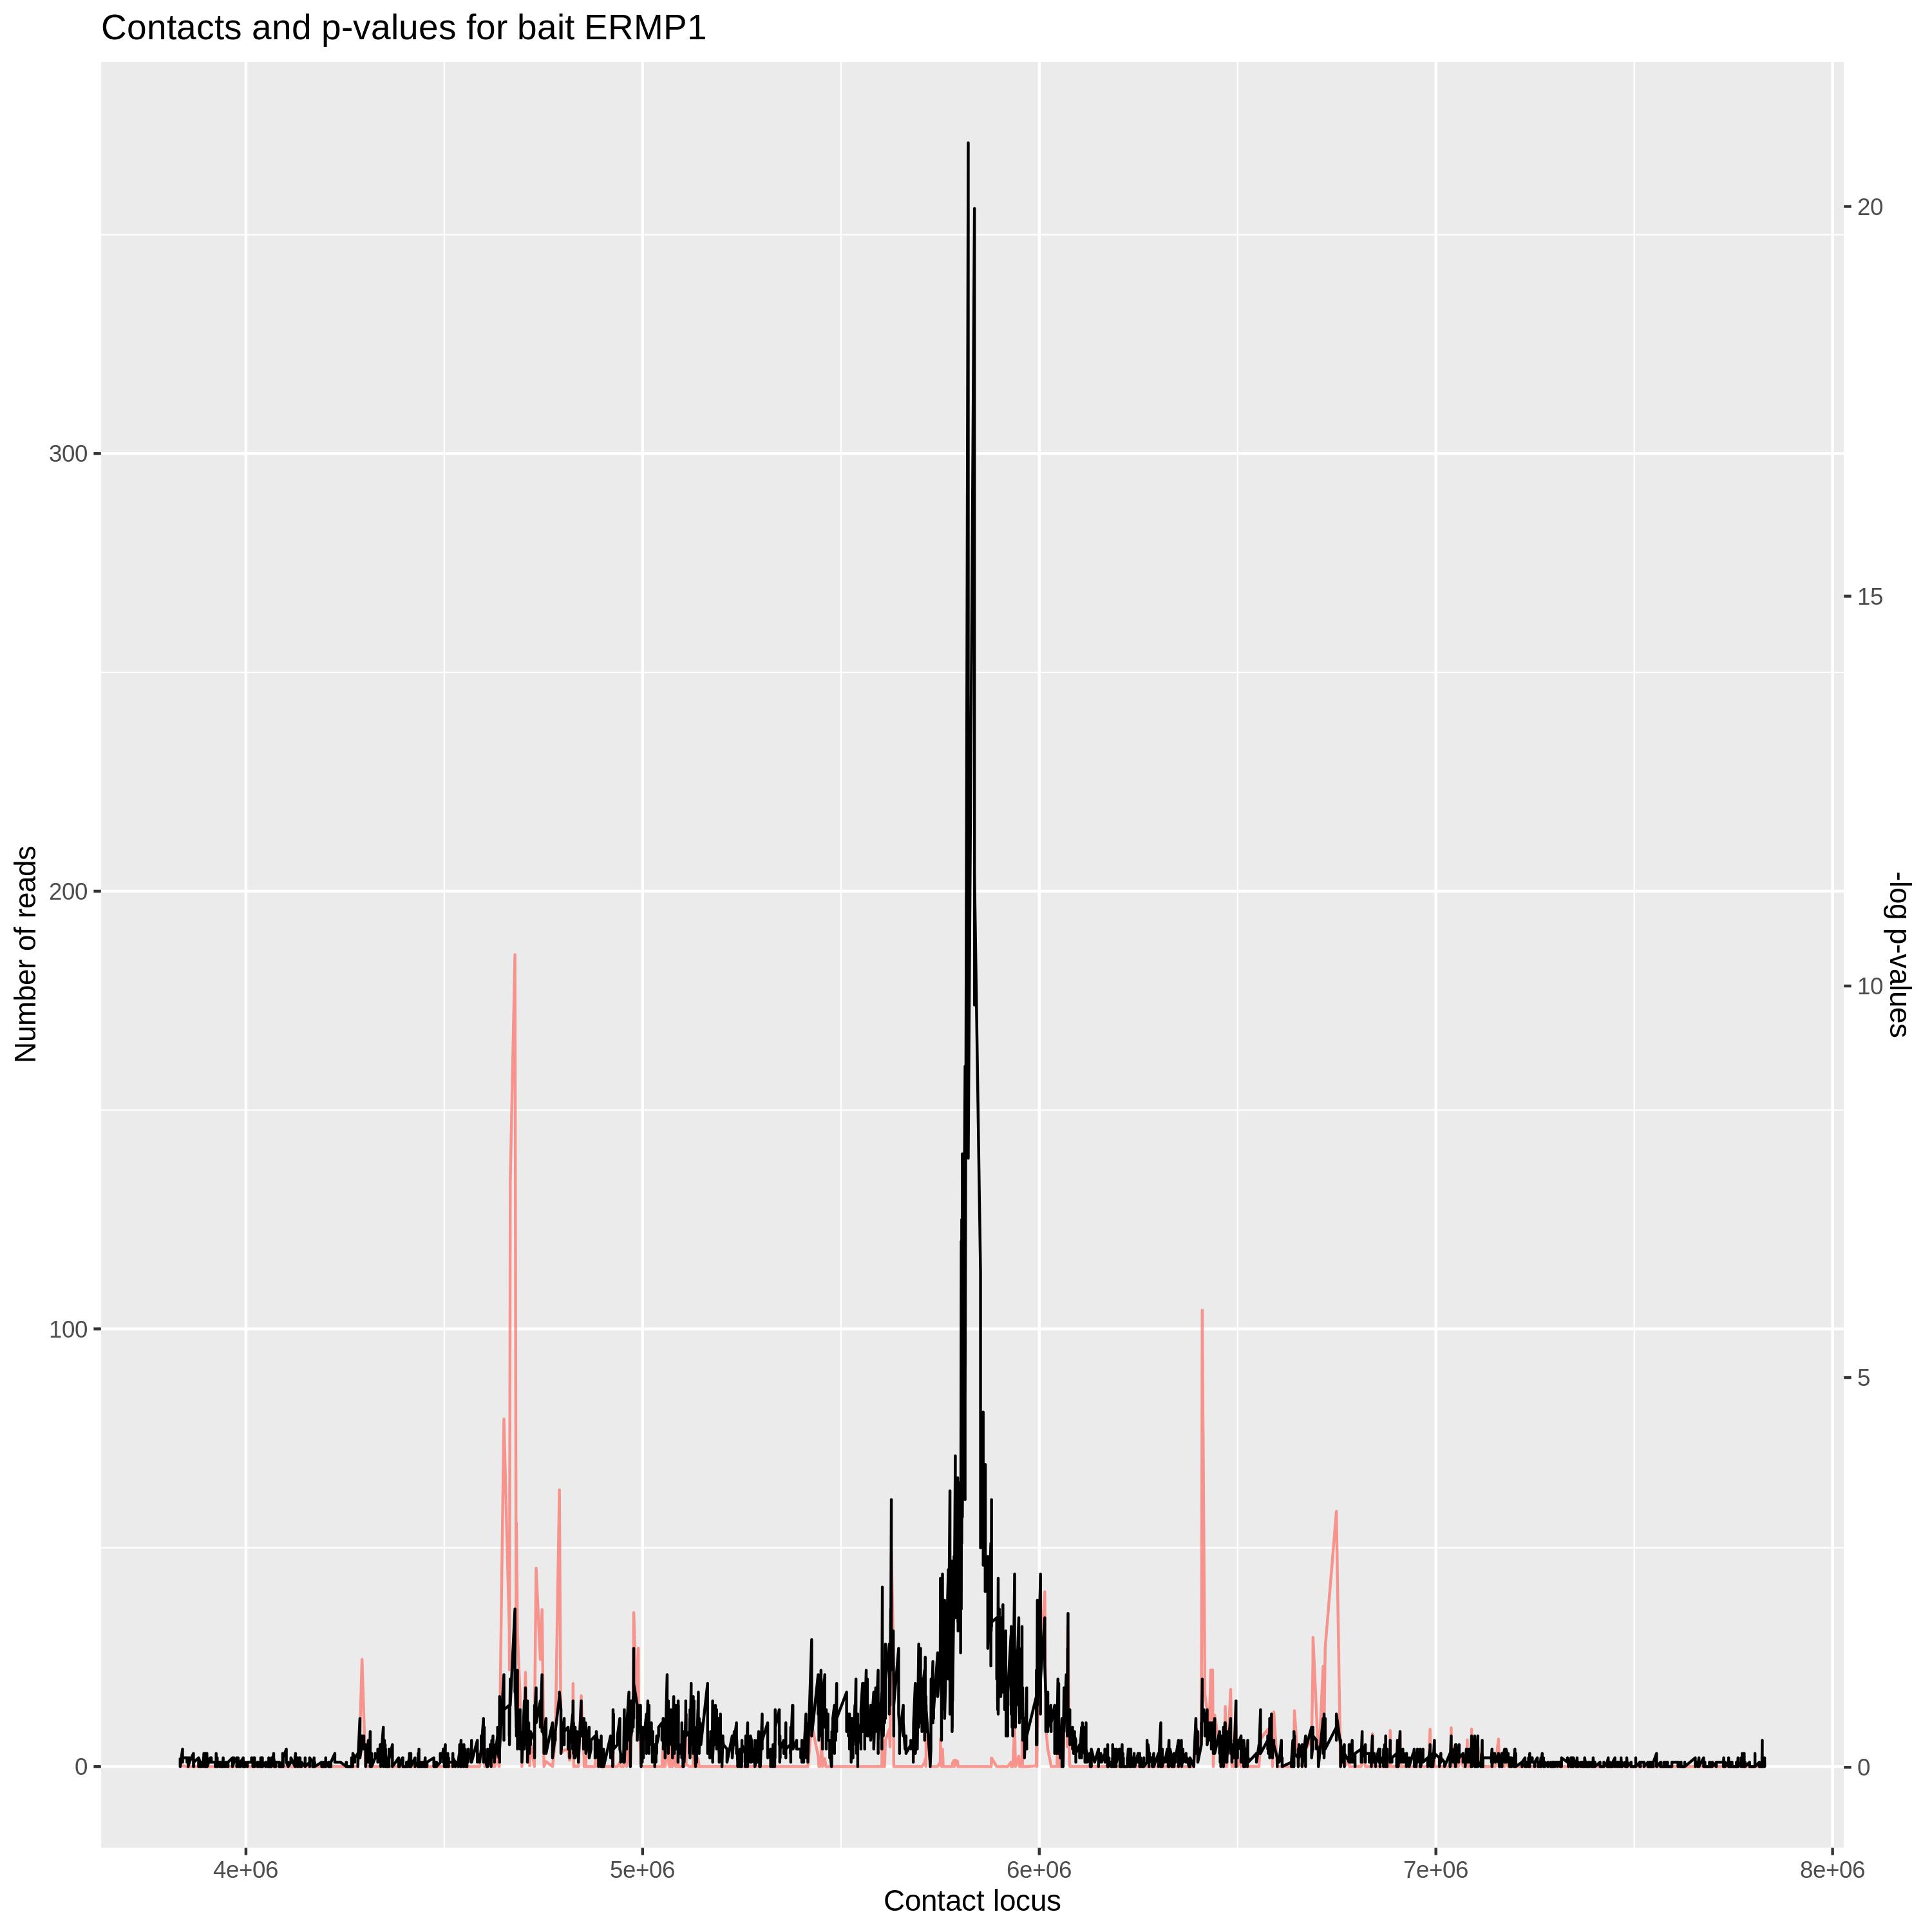 Contacts and p-values for bait ERMP1
Number of reads
300
200
100
0
20
15
10
5
0
-log p-values
4e+06
5e+06
6e+06
7e+06
8e+06
Contact locus